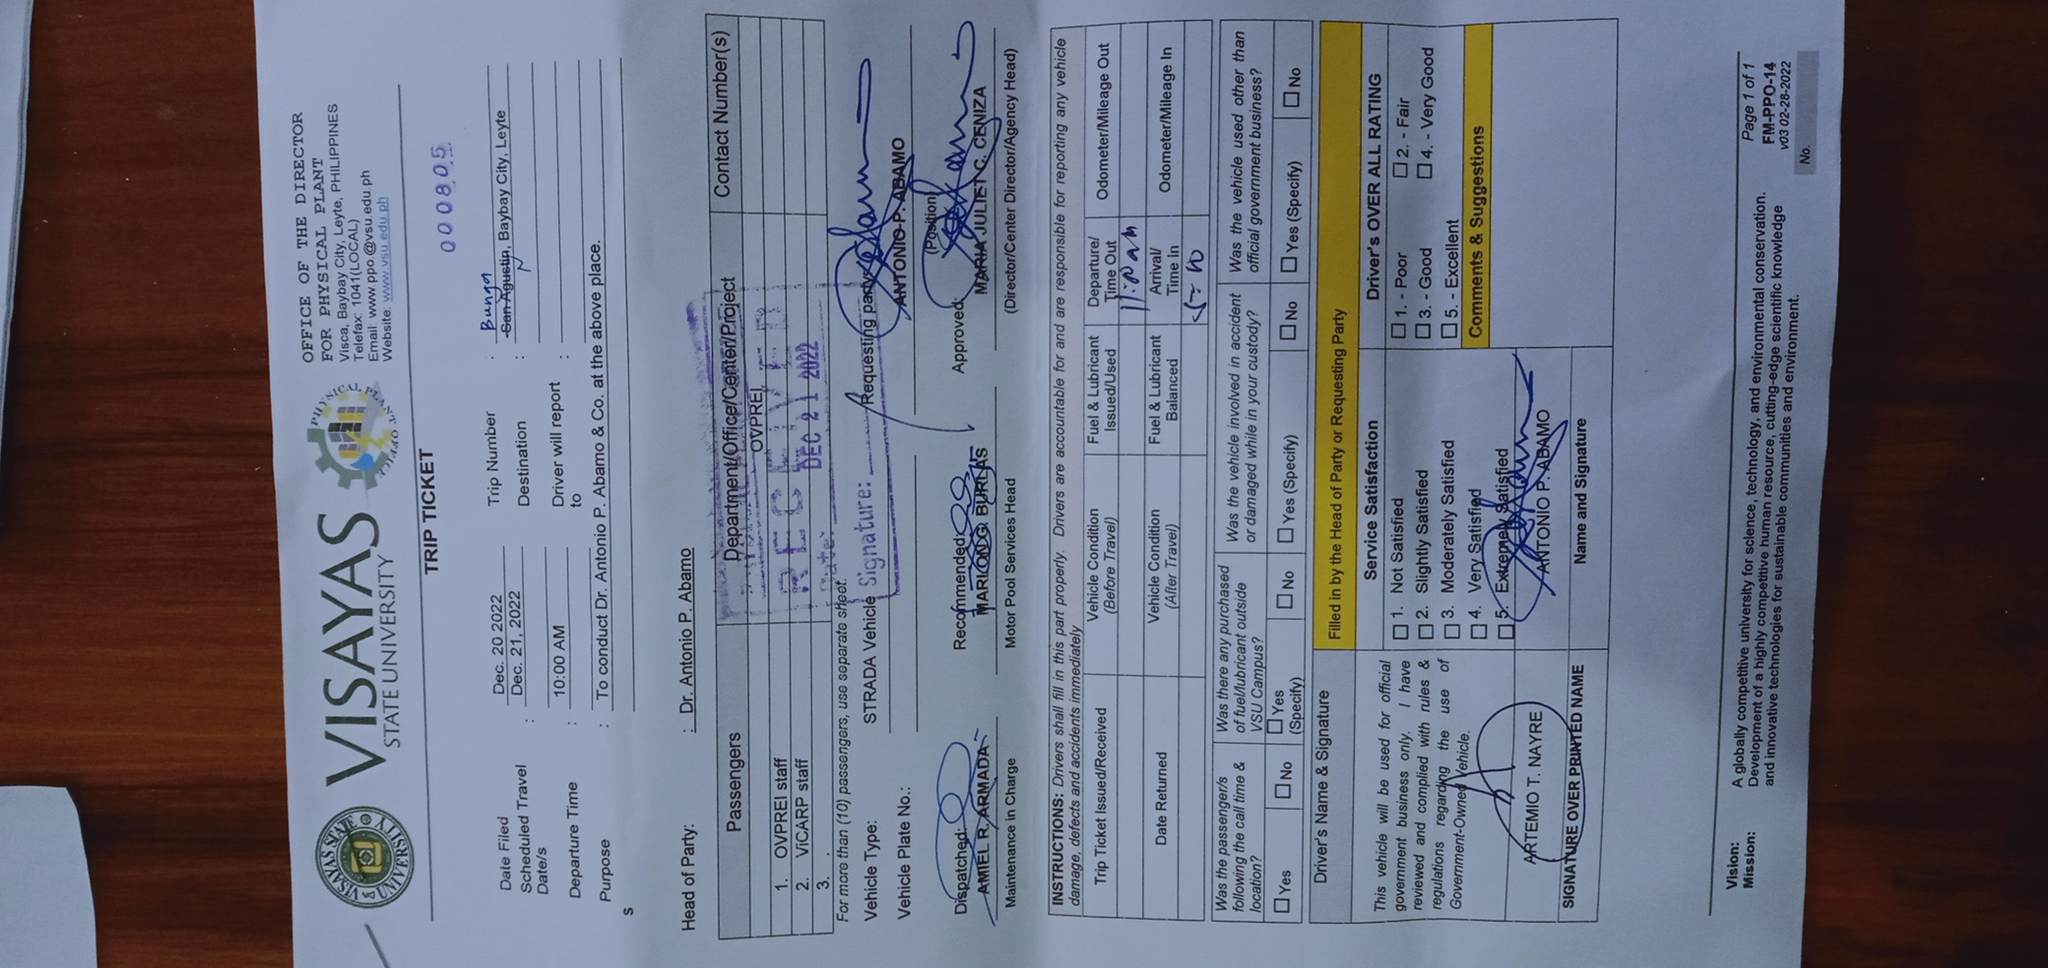 VISAYAS
STATE UNIVERSITY
OFFICE OF THE DIRECTOR
FOR PHYSICAL PLANT
Visca, Baybay City, Leyte, PHILIPPINES
Telefax: 1041(LOCAL)
Email: www ppo.@vsu.edu.ph
Website: www.vsu.edu.ph
TRIP TICKET
000805
Date Filed : Dec. 20 2022 Trip Number :
Bunga
Scheduled Travel Date/s : Dec. 21, 2022 Destination : San Agustin, Baybay City, Leyte
Departure Time : 10:00 AM Driver will report to :
Purpose : To conduct Dr. Antonio P. Abamo & Co. at the above place.
s
Head of Party: : Dr. Antonio P. Abamo
Passengers Department/Office/Center/Project Contact Number(s)
1. OVPREI staff OVPREI
2. ViCARP staff
3. .
RECEIVED
Date: DEC 21 2022
Signature:
For more than (10) passengers, use separate sheet.
Vehicle Type: STRADA Vehicle Requesting party:
ANTONIO P. ABAMO
Vehicle Plate No.: (Position)
Dispatched: Recommended: Approved:
AMIEL R. ARMADA MARLON G. BURLAS MARIA JULIET C. CENIZA
Maintenance in Charge Motor Pool Services Head (Director/Center Director/Agency Head)
INSTRUCTIONS: Drivers shall fill in this part properly. Drivers are accountable for and are responsible for reporting any vehicle
damage, defects and accidents immediately
Trip Ticket Issued/Received Vehicle Condition (Before Travel) Fuel & Lubricant Issued/Used Departure/ Time Out Odometer/Mileage Out
Date Returned Vehicle Condition (After Travel) Fuel & Lubricant Balanced Arrival/ Time in Odometer/Mileage In
Was the passenger/s following the call time & location?
Yes No
Was there any purchased of fuel/lubricant outside VSU Campus?
Yes (Specify) No
Was the vehicle involved in accident or damaged while in your custody?
Yes (Specify) No
Was the vehicle used other than official government business?
Yes (Specify) No
Driver's Name & Signature
Filled in by the Head of Party or Requesting Party
This vehicle will be used for official
government business only. I have
reviewed and complied with rules &
regulations regarding the use of
Government-Owned Vehicle.
ARTEMIO T. NAYRE
SIGNATURE OVER PRINTED NAME
Service Satisfaction
1. Not Satisfied
2. Slightly Satisfied
3. Moderately Satisfied
4. Very Satisfied
5. Extremely Satisfied
ANTONIO P. ABAMO
Name and Signature
Driver's OVER ALL RATING
1. - Poor 2. - Fair
3. - Good 4. - Very Good
5. - Excellent
Comments & Suggestions
Vision: A globally competitive university for science, technology, and environmental conservation.
Mission: Development of a highly competitive human resource, cutting-edge scientific knowledge
and innovative technologies for sustainable communities and environment.
Page 1 of 1
FM-PPO-14
v03 02-28-2022
No.